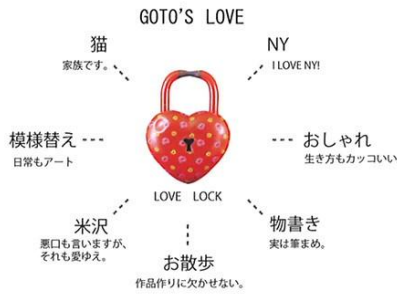 GOTO'S LOVE
猫
家族です。
NY
I LOVE NY!
模様替え
日常もアート
おしゃれ
生き方もカッコいい
LOVE LOCK
米沢
悪口も言いますが、
それも愛ゆえ。
物書き
実は筆まめ。
お散歩
作品作りに欠かせない。